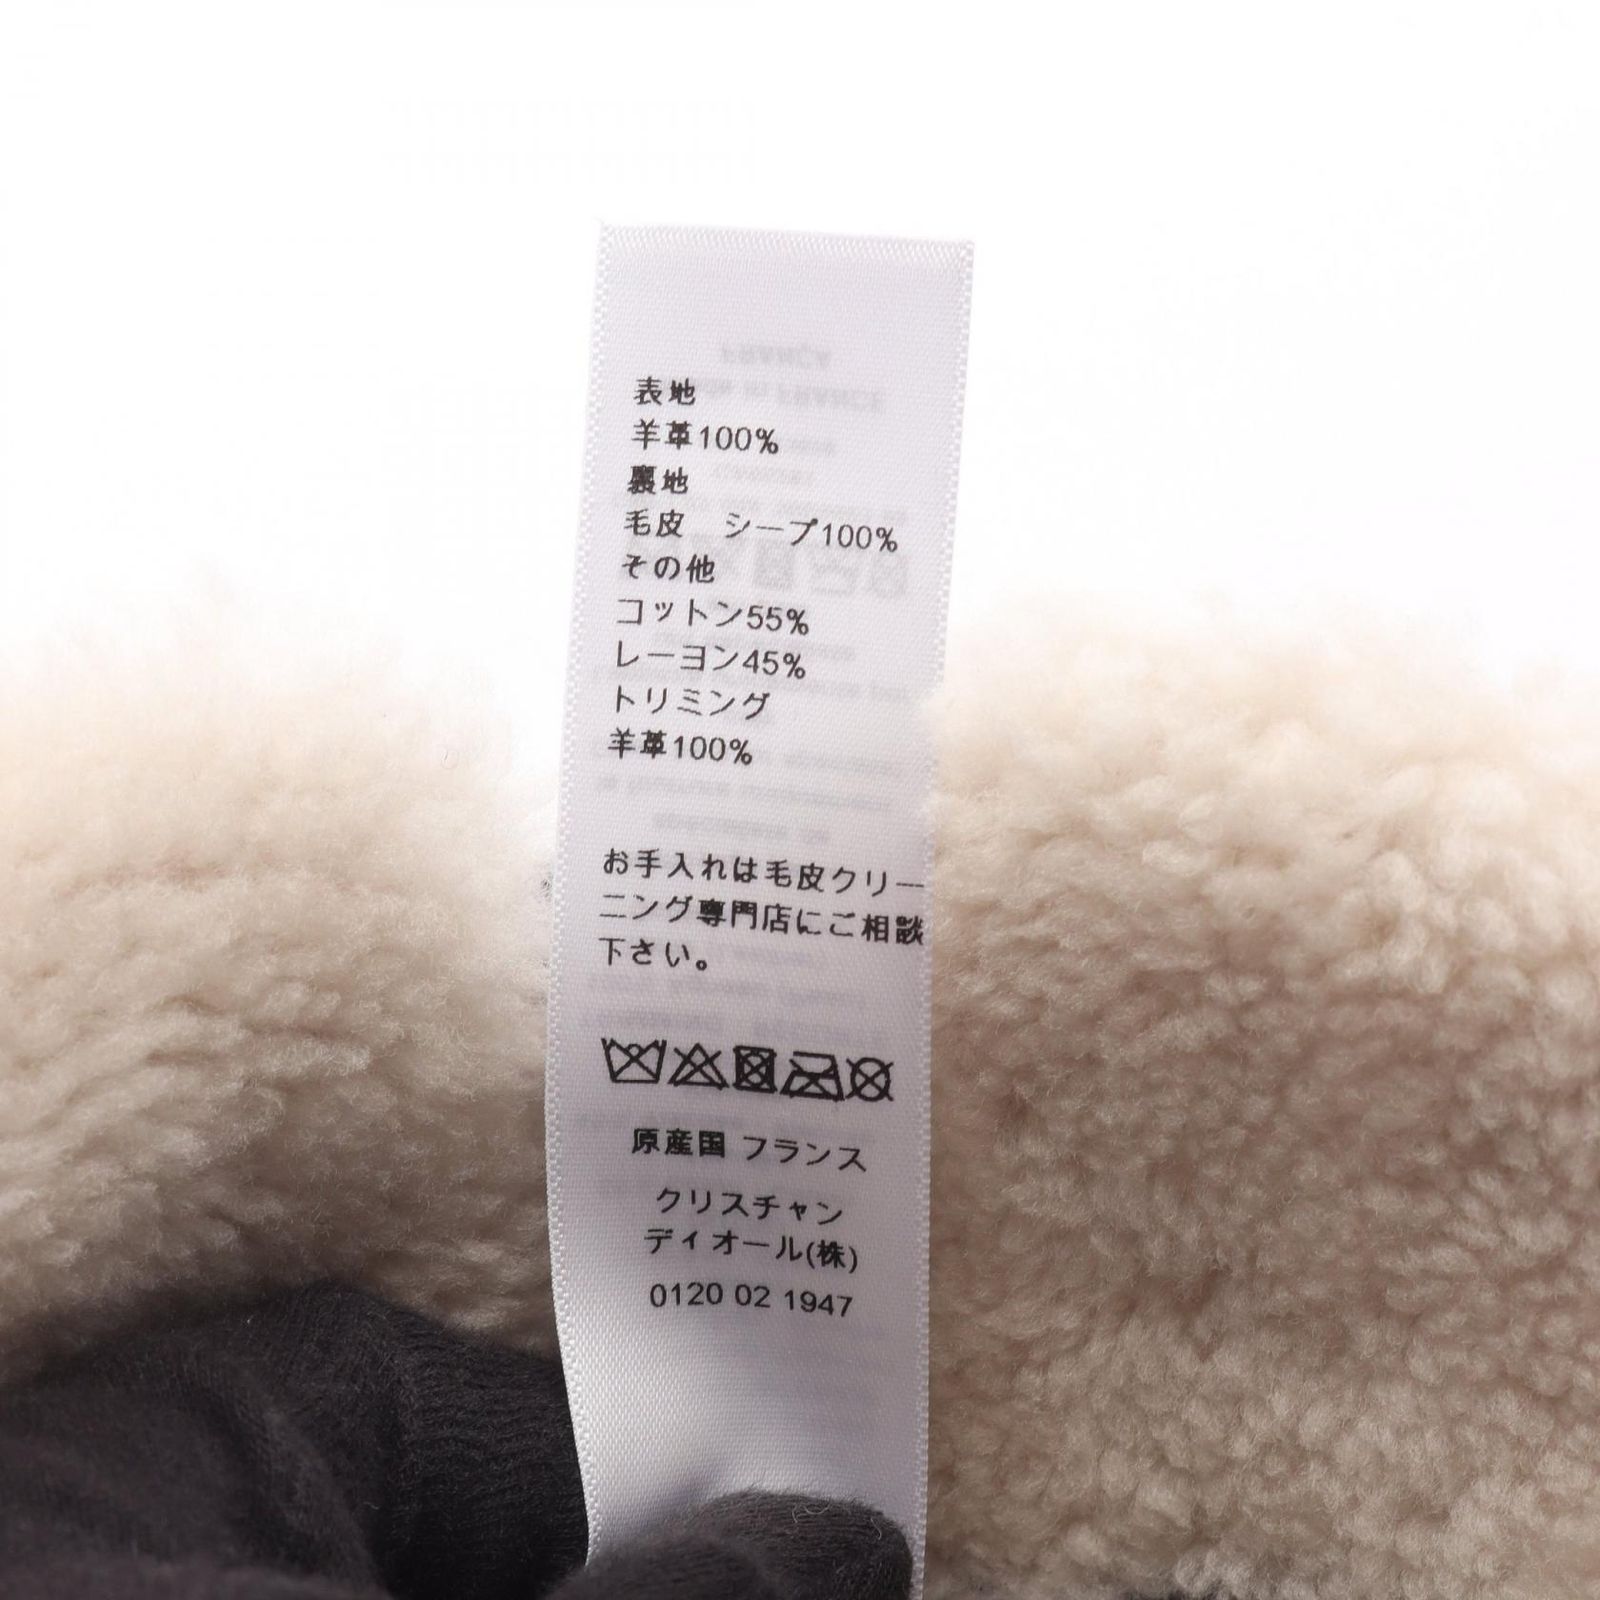 表地
羊革100%
裏地
毛皮　シープ100%
その他
コットン55%
レーヨン45%
トリミング
羊革100%
お手入れは毛皮クリー
ニング専門店にご相談
下さい。
原産国 フランス
クリスチャン
ディオール(株)
0120 02 1947